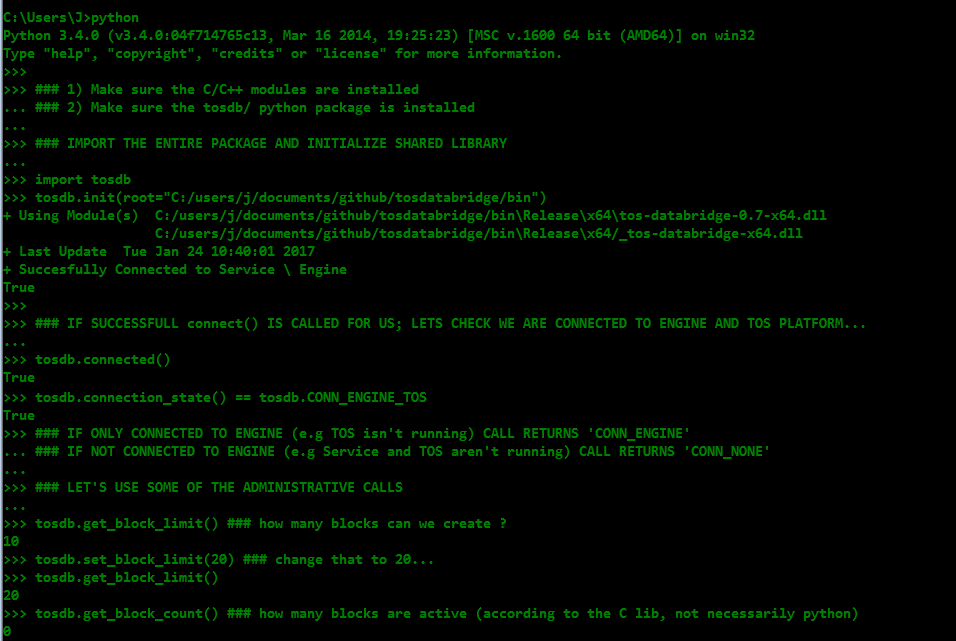 C:\Users\J>python
Python 3.4.0 (v3.4.0:04f714765c13, Mar 16 2014, 19:25:23) [MSC v.1600 64 bit (AMD64)] on win32
Type "help", "copyright", "credits" or "license" for more information.
>>>
>>> ### 1) Make sure the C/C++ modules are installed
... ### 2) Make sure the tosdb/ python package is installed
...
>>> ### IMPORT THE ENTIRE PACKAGE AND INITIALIZE SHARED LIBRARY
...
>>> import tosdb
>>> tosdb.init(root="C:/users/j/documents/github/tosdatabridge/bin")
+ Using Module(s)  C:/users/j/documents/github/tosdatabridge/bin\Release\x64\tos-databridge-0.7-x64.dll
                   C:/users/j/documents/github/tosdatabridge/bin\Release\x64/_tos-databridge-x64.dll
+ Last Update  Tue Jan 24 10:40:01 2017
+ Succesfully Connected to Service \ Engine
True
>>>
>>> ### IF SUCCESSFULL connect() IS CALLED FOR US; LETS CHECK WE ARE CONNECTED TO ENGINE AND TOS PLATFORM...
...
>>> tosdb.connected()
True
>>> tosdb.connection_state() == tosdb.CONN_ENGINE_TOS
True
>>> ### IF ONLY CONNECTED TO ENGINE (e.g TOS isn't running) CALL RETURNS 'CONN_ENGINE'
... ### IF NOT CONNECTED TO ENGINE (e.g Service and TOS aren't running) CALL RETURNS 'CONN_NONE'
...
>>> ### LET'S USE SOME OF THE ADMINISTRATIVE CALLS
...
>>> tosdb.get_block_limit() ### how many blocks can we create ?
10
>>> tosdb.set_block_limit(20) ### change that to 20...
>>> tosdb.get_block_limit()
20
>>> tosdb.get_block_count() ### how many blocks are active (according to the C lib, not necessarily python)
0